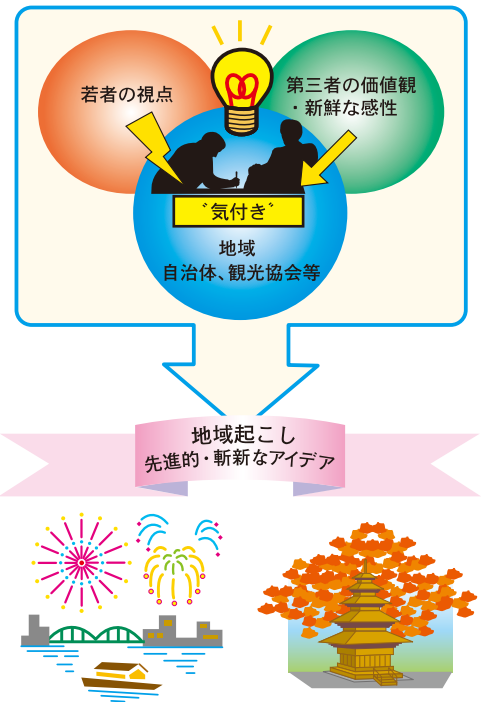 若者の視点
第三者の価値観
・新鮮な感性
〝気付き〟
地域
自治体、観光協会等
地域起こし
先進的・斬新なアイデア